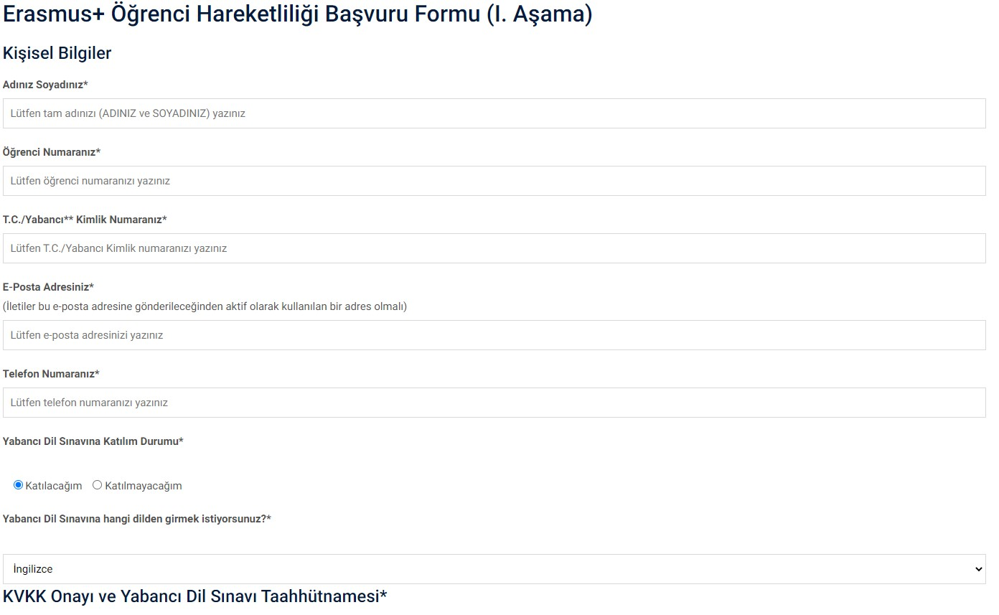 Erasmus+ Öğrenci Hareketliliği Başvuru Formu (I. Aşama)
Kişisel Bilgiler
Adınız Soyadınız*
Lütfen tam adınızı (ADINIZ ve SOYADINIZ) yazınız
Öğrenci Numaranız*
Lütfen öğrenci numaranızı yazınız
T.C./Yabancı** Kimlik Numaranız*
Lütfen T.C./Yabancı Kimlik numaranızı yazınız
E-Posta Adresiniz*
(İletiler bu e-posta adresine gönderileceğinden aktif olarak kullanılan bir adres olmalı)
Lütfen e-posta adresinizi yazınız
Telefon Numaranız*
Lütfen telefon numaranızı yazınız
Yabancı Dil Sınavına Katılım Durumu*
Katılacağım Katılmayacağım
Yabancı Dil Sınavına hangi dilden girmek istiyorsunuz?*
İngilizce
KVKK Onayı ve Yabancı Dil Sınavı Taahhütnamesi*